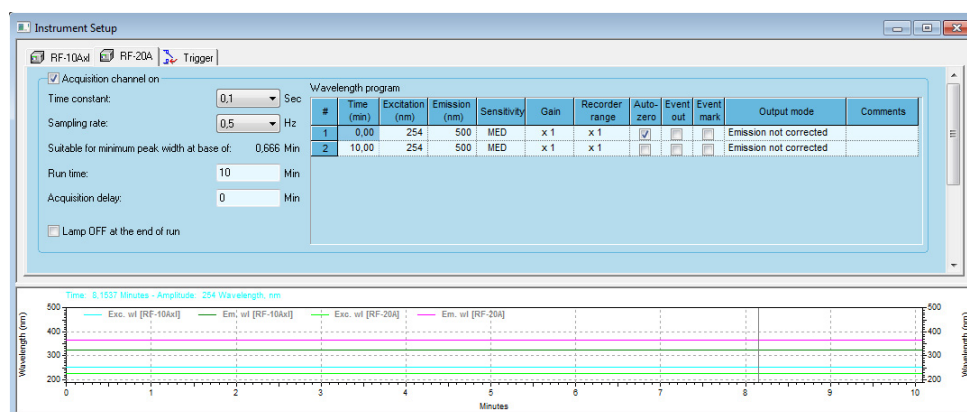 Instrument Setup
RF-10Axl RF-20A Trigger
Acquisition channel on
Time constant: 0,1 Sec
Sampling rate: 0,5 Hz
Suitable for minimum peak width at base of: 0,666 Min
Run time: 10 Min
Acquisition delay: 0 Min
Lamp OFF at the end of run
Wavelength program
# Time (min) Excitation (nm) Emission (nm) Sensitivity Gain Recorder range Auto-zero Event out Event mark Output mode Comments
1 0,00 254 500 MED x 1 x 1 Emission not corrected
2 10,00 254 500 MED x 1 x 1 Emission not corrected
Time: 8,1537 Minutes - Amplitude: 254 Wavelength, nm
Exc. wl [RF-10Axl] Em. wl [RF-10Axl] Exc. wl [RF-20A] Em. wl [RF-20A]
Wavelength (nm)
500
400
300
200
0 1 2 3 4 5 6 7 8 9 10
Minutes
500
400
300
200
Wavelength (nm)